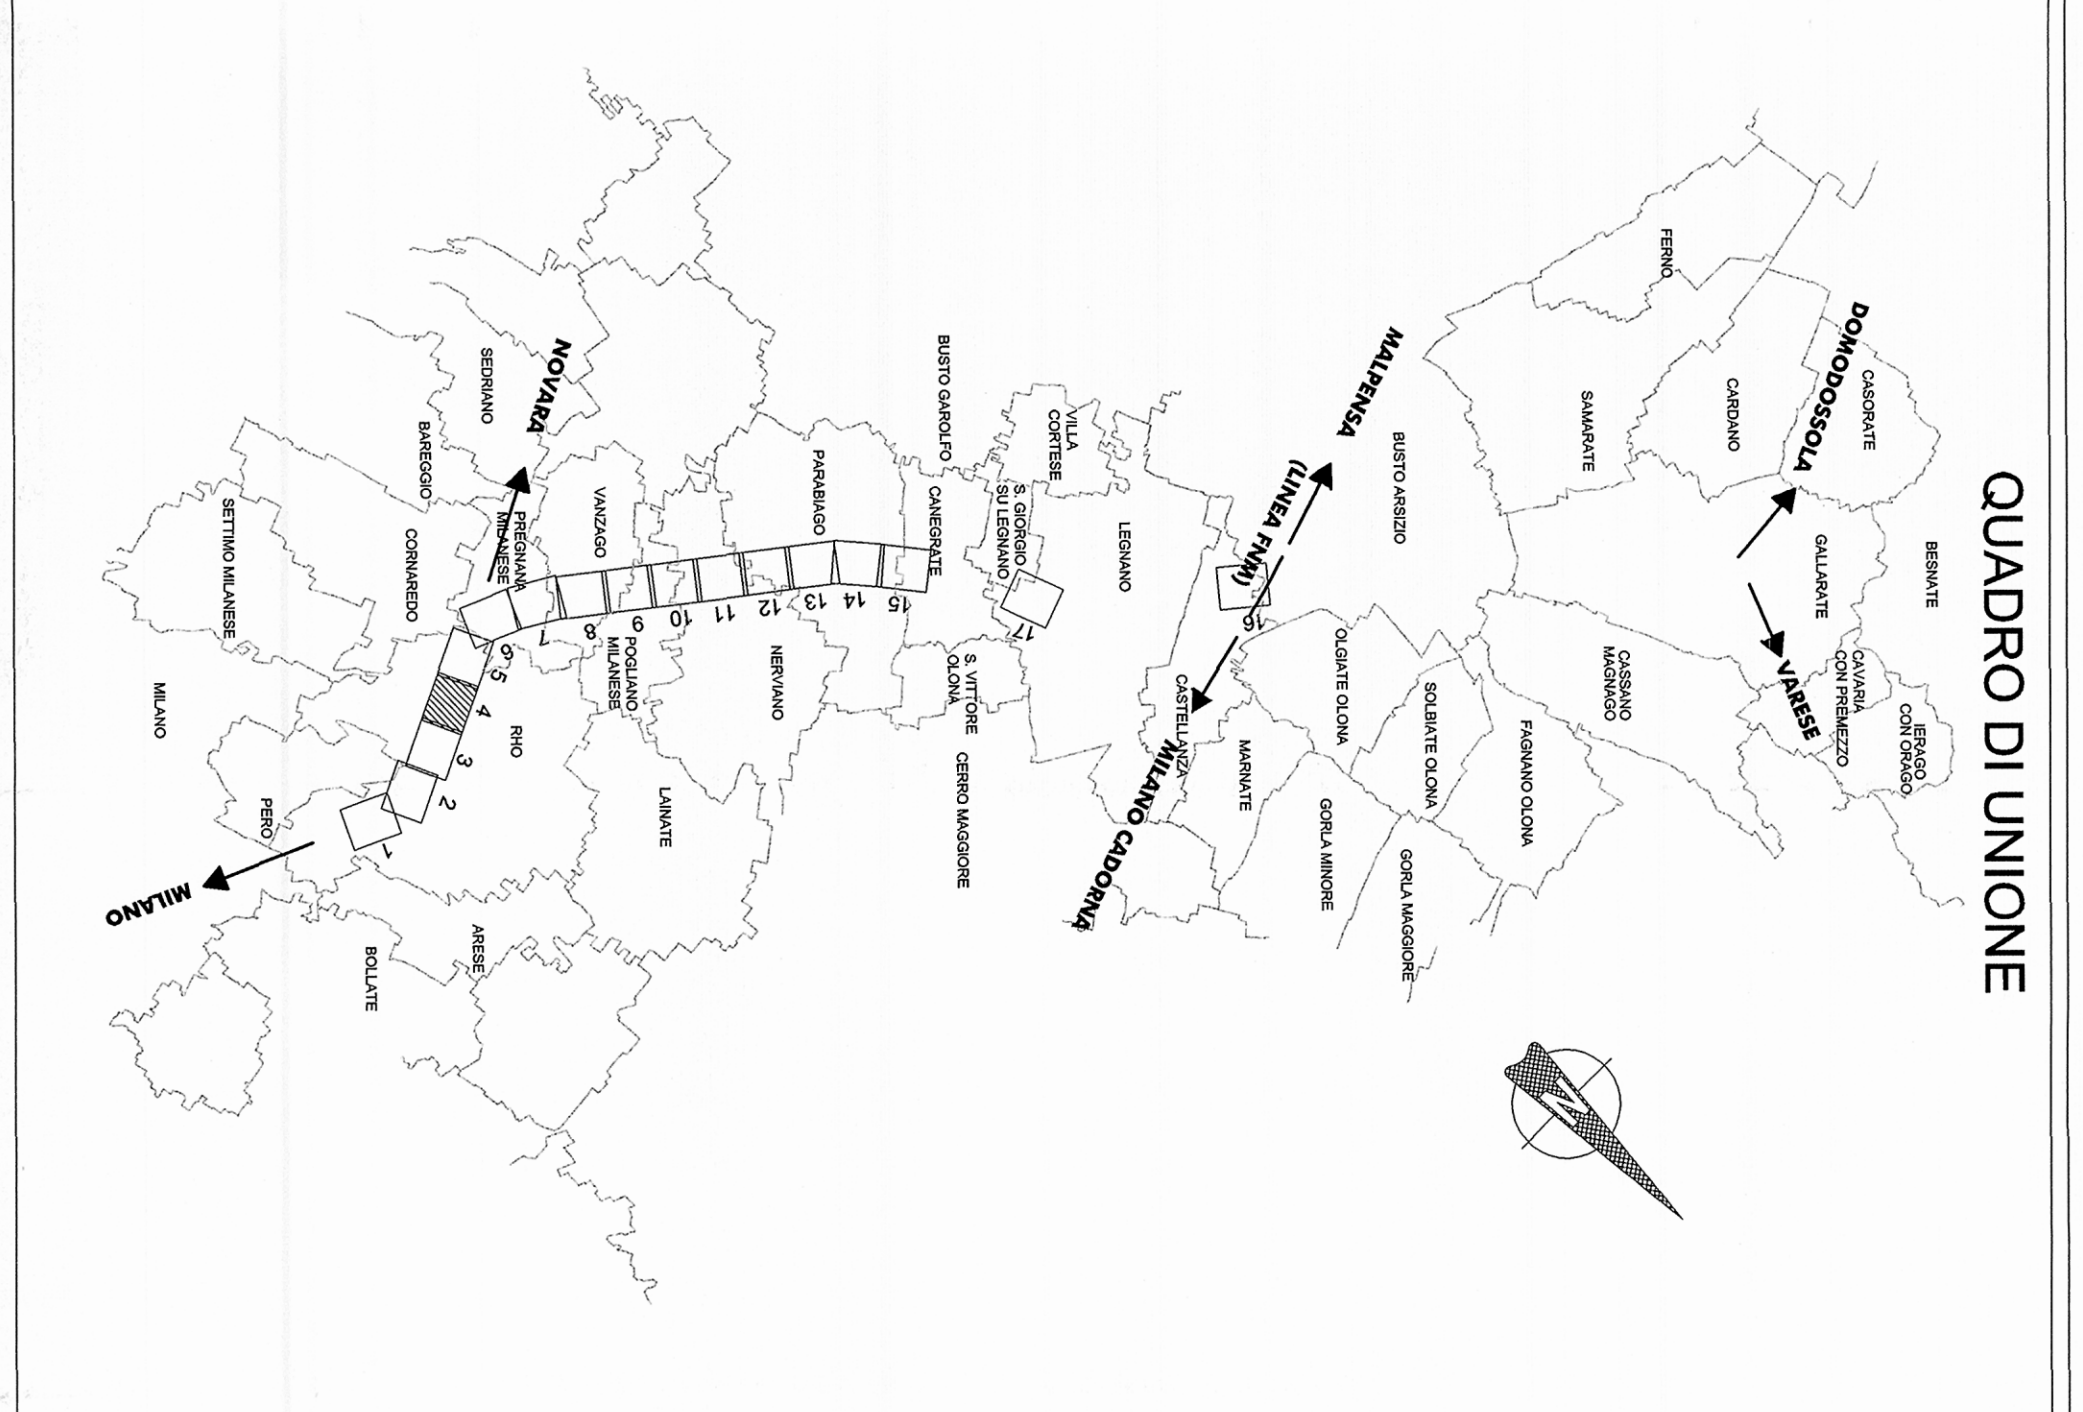 QUADRO DI UNIONE
BESNATE
IERAGO
CON ORAGO
CAVARIA
CON PREMEZZO
CASORATE
DOMODOSSOLA
GALLARATE
VARESE
CARDANO
FERNO
SAMARATE
CASSANO
MAGNAGO
FAGNANO OLONA
SOLBIATE OLONA
GORLA MAGGIORE
BUSTO ARSIZIO
MALPENSA
(LINEA FNM)
OLGIATE OLONA
GORLA MINORE
MARNATE
CASTELLANZA
MILANO CADORNA
LEGNANO
VILLA
CORTESE
S. GIORGIO
SU LEGNANO
BUSTO GAROLFO
CANEGRATE
S. VITTORE
OLONA
CERRO MAGGIORE
PARABIAGO
NERVIANO
POGLIANO
MILANESE
LAINATE
VANZAGO
PREGNANA
MILANESE
NOVARA
SEDRIANO
BAREGGIO
CORNAREDO
RHO
ARESE
BOLLATE
SETTIMO MILANESE
PERO
MILANO
MILANO
1
2
3
4
5
6
7
8
9
10
11
12
13
14
15
16
17
N